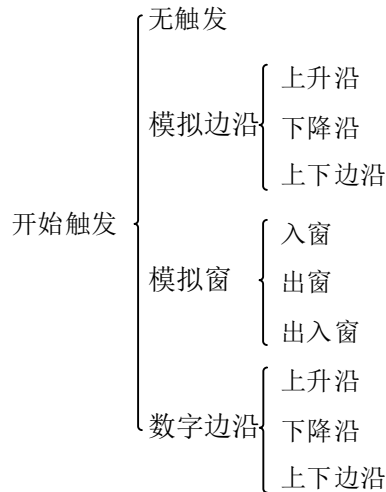 无触发
模拟边沿
上升沿
下降沿
上下边沿
开始触发
模拟窗
入窗
出窗
出入窗
数字边沿
上升沿
下降沿
上下边沿